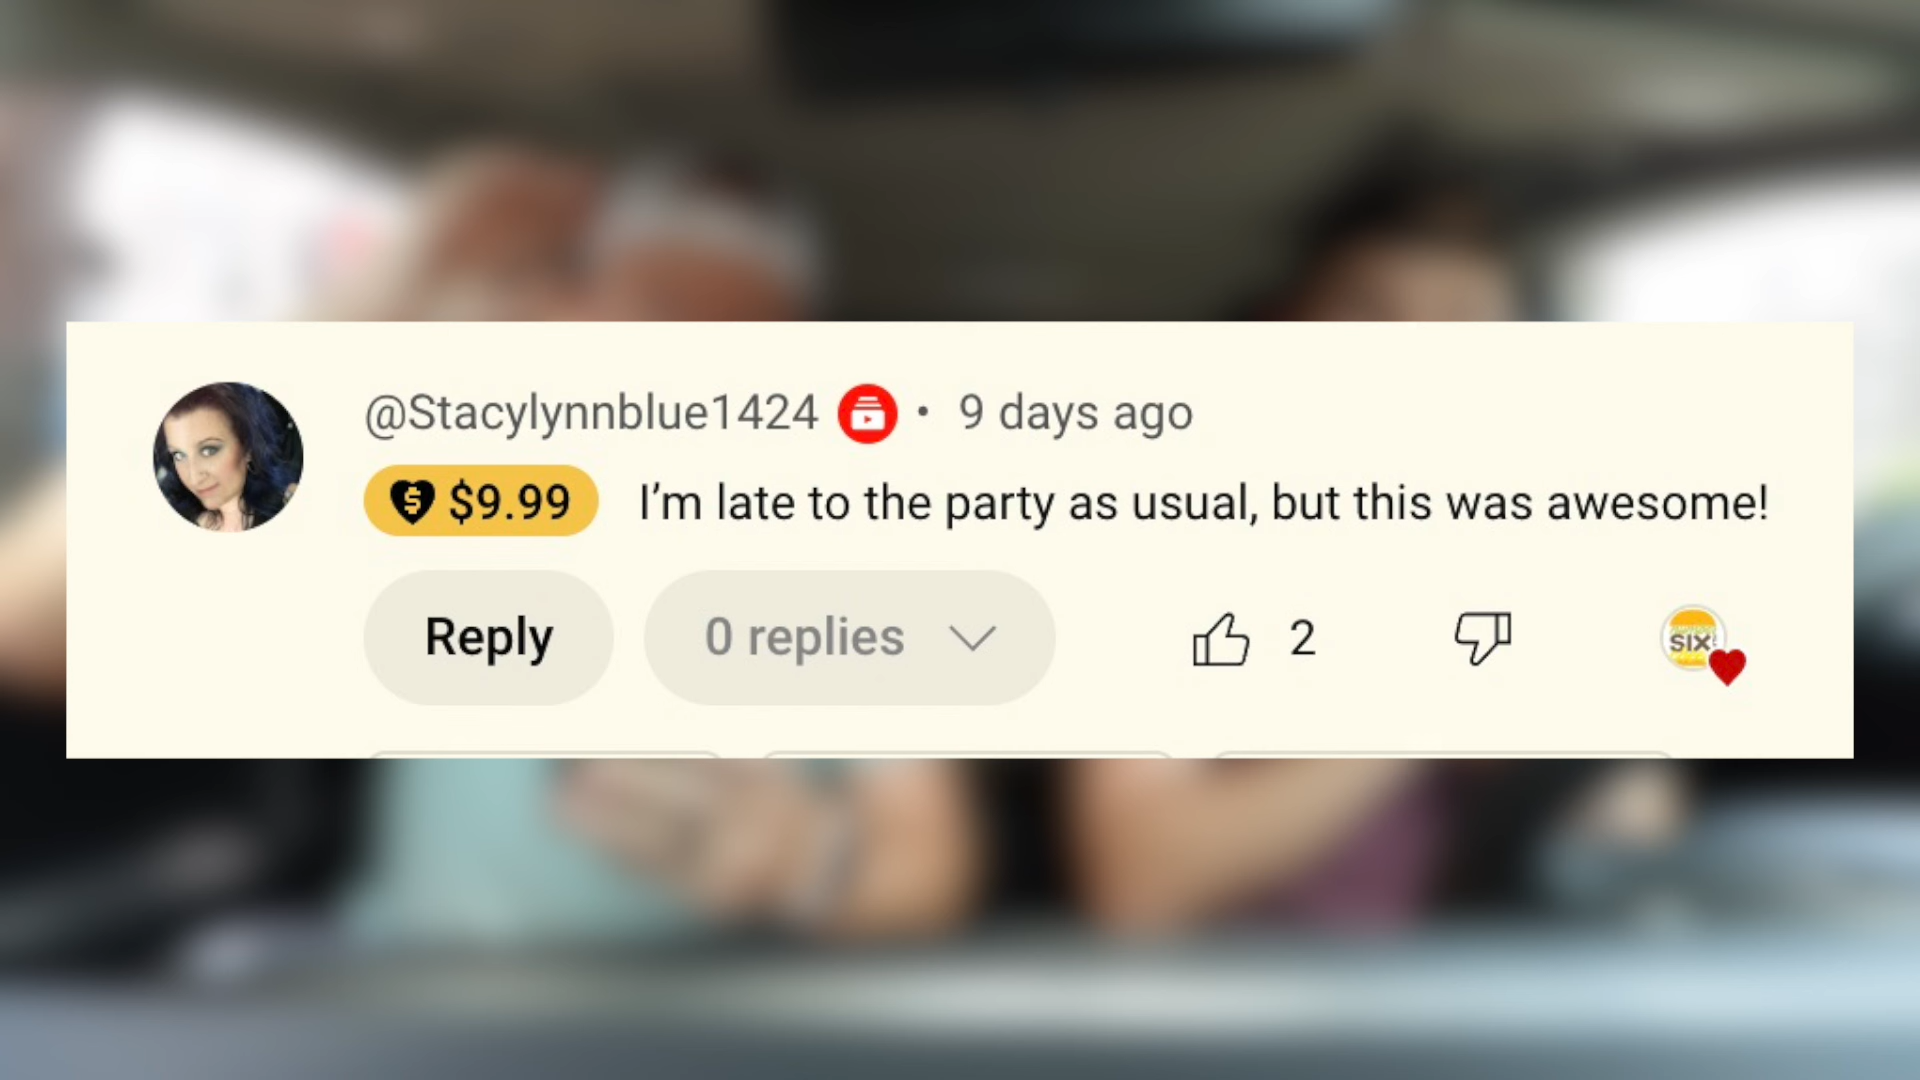 @Stacylynnblue1424 • 9 days ago
$9.99 I’m late to the party as usual, but this was awesome!
Reply 0 replies 2
SIX